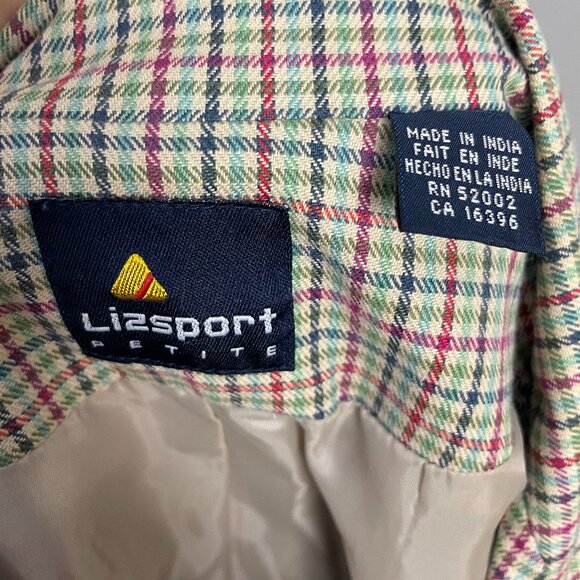 Lizsport
PETITE
MADE IN INDIA
FAIT EN INDE
HECHO EN LA INDIA
RN 52002
CA 16396